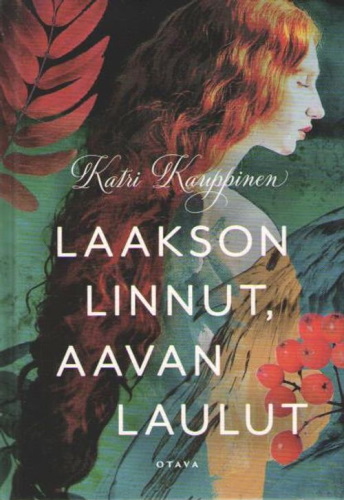 Katri Kauppinen
LAAKSON
LINNUT,
AAVAN
LAULUT
OTAVA